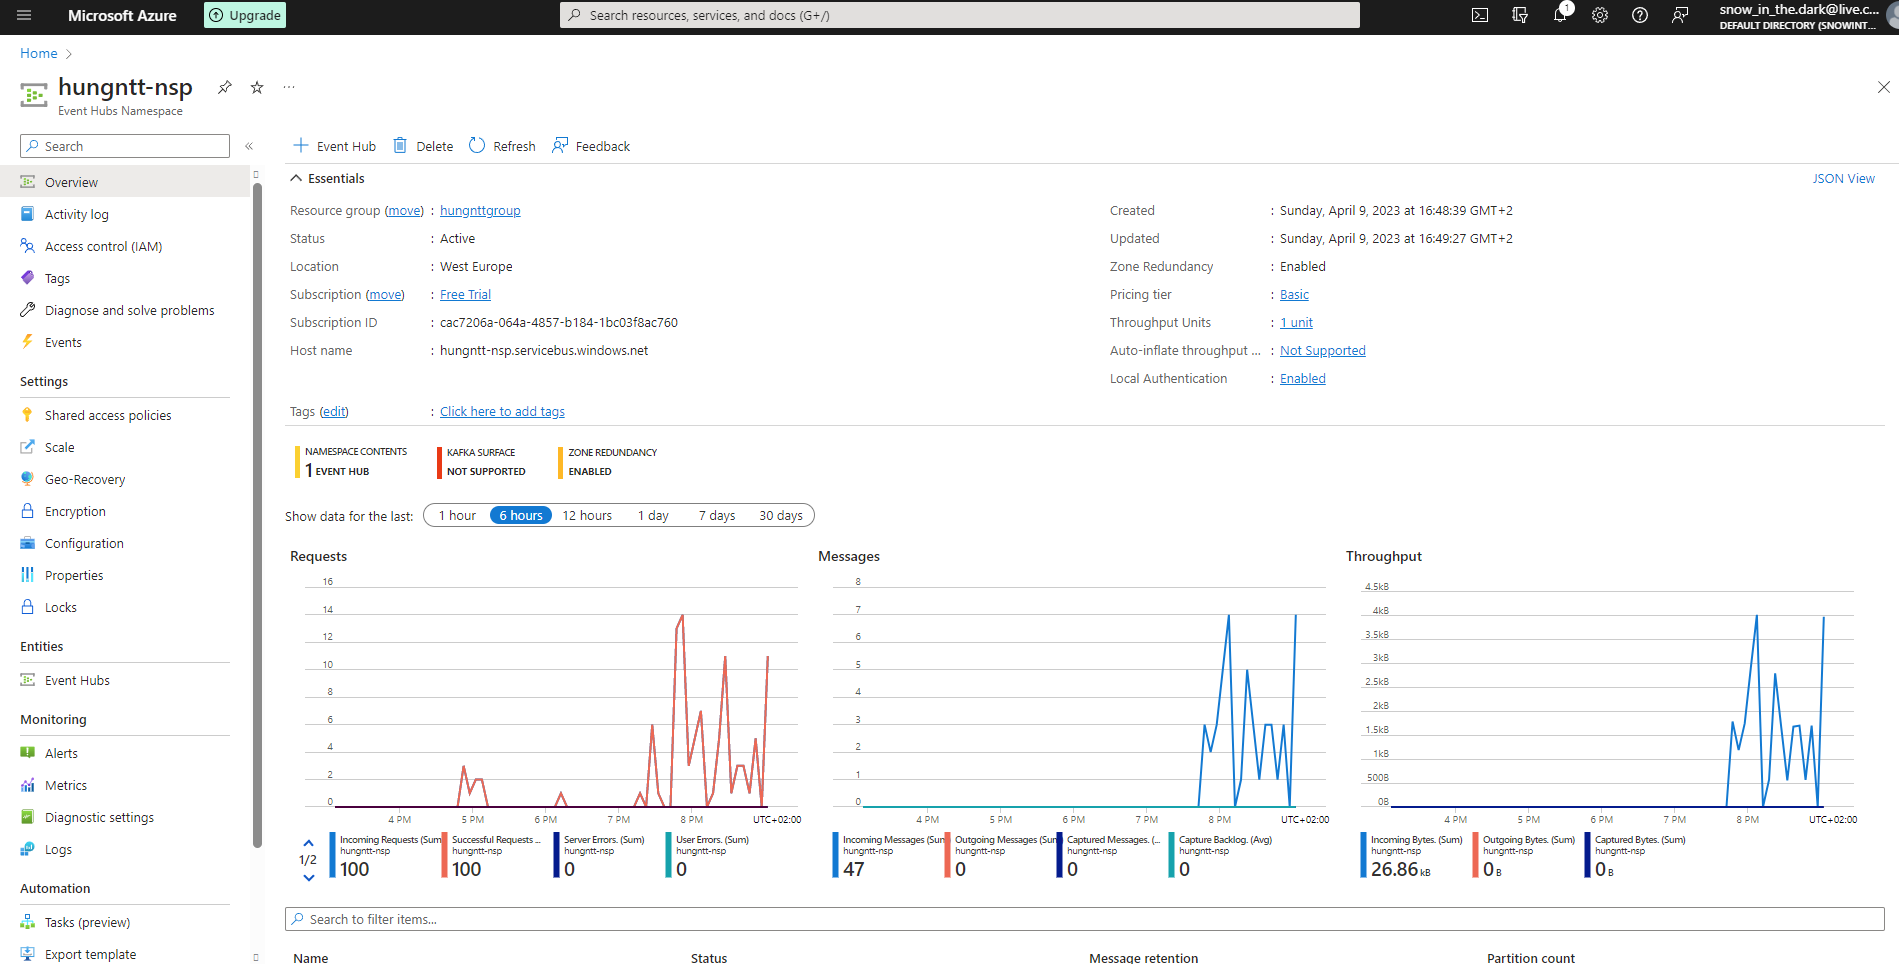 Microsoft Azure
Upgrade
Search resources, services, and docs (G+/)
1
snow_in_the.dark@live.c...
DEFAULT DIRECTORY (SNOWINT...
Home
hungntt-nsp
...
Event Hubs Namespace
Search
«
Overview
Activity log
Access control (IAM)
Tags
Diagnose and solve problems
Events
Settings
Shared access policies
Scale
Geo-Recovery
Encryption
Configuration
Properties
Locks
Entities
Event Hubs
Monitoring
Alerts
Metrics
Diagnostic settings
Logs
Automation
Tasks (preview)
Export template
Event Hub
Delete
Refresh
Feedback
Essentials
JSON View
Resource group (move) : hungnttgroup
Status : Active
Location : West Europe
Subscription (move) : Free Trial
Subscription ID : cac7206a-064a-4857-b184-1bc03f8ac760
Host name : hungntt-nsp.servicebus.windows.net
Created : Sunday, April 9, 2023 at 16:48:39 GMT+2
Updated : Sunday, April 9, 2023 at 16:49:27 GMT+2
Zone Redundancy : Enabled
Pricing tier : Basic
Throughput Units : 1 unit
Auto-inflate throughput ... : Not Supported
Local Authentication : Enabled
Tags (edit) : Click here to add tags
NAMESPACE CONTENTS
1 EVENT HUB
KAFKA SURFACE
NOT SUPPORTED
ZONE REDUNDANCY
ENABLED
Show data for the last: 1 hour 6 hours 12 hours 1 day 7 days 30 days
Requests
16
14
12
10
8
6
4
2
0
4 PM 5 PM 6 PM 7 PM 8 PM UTC+02:00
1/2
Incoming Requests (Sum)
hungntt-nsp
100
Successful Requests ...
hungntt-nsp
100
Server Errors. (Sum)
hungntt-nsp
0
User Errors. (Sum)
hungntt-nsp
0
Messages
8
7
6
5
4
3
2
1
0
4 PM 5 PM 6 PM 7 PM 8 PM UTC+02:00
Incoming Messages (Sum
hungntt-nsp
47
Outgoing Messages (Sum
hungntt-nsp
0
Captured Messages. (...
hungntt-nsp
0
Capture Backlog. (Avg)
hungntt-nsp
0
Throughput
4.5kB
4kB
3.5kB
3kB
2.5kB
2kB
1.5kB
1kB
500B
0B
4 PM 5 PM 6 PM 7 PM 8 PM UTC+02:00
Incoming Bytes. (Sum)
hungntt-nsp
26.86 kB
Outgoing Bytes. (Sum)
hungntt-nsp
0 B
Captured Bytes. (Sum)
hungntt-nsp
0 B
Search to filter items...
Name Status Message retention Partition count